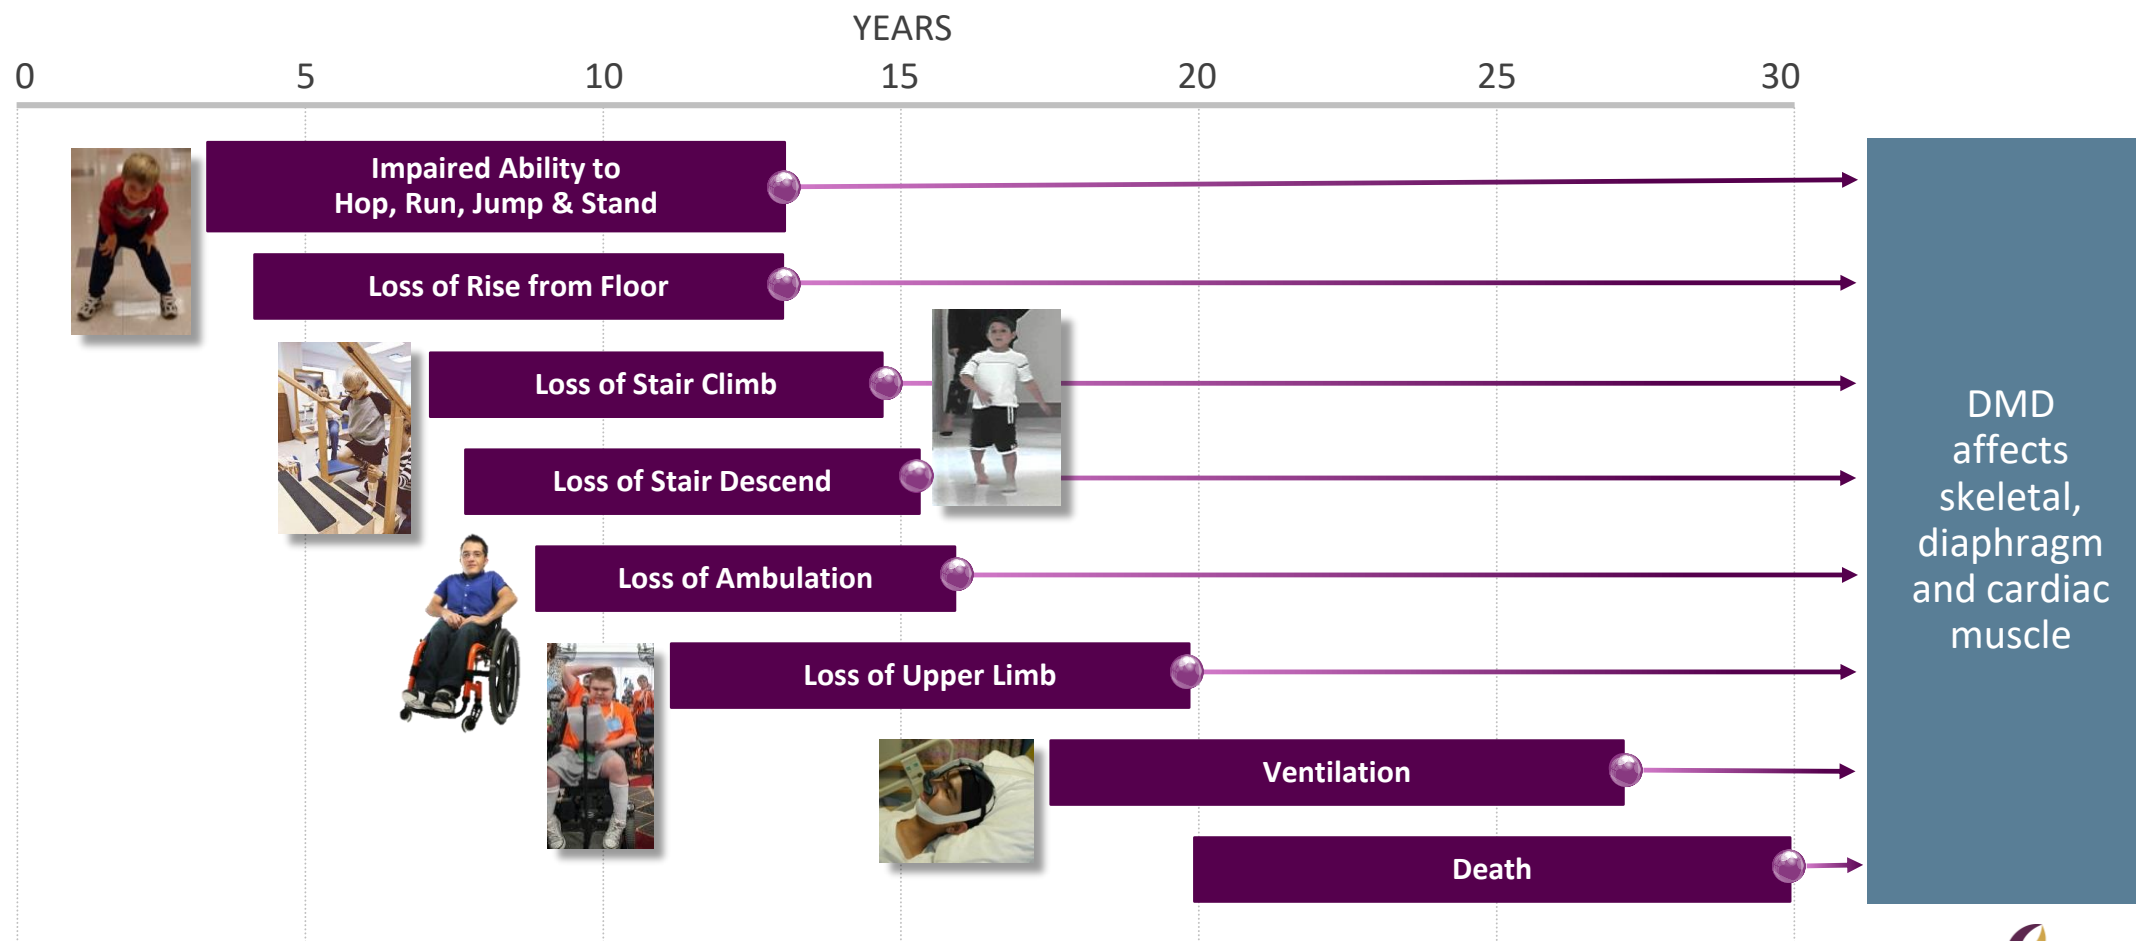 YEARS
0 5 10 15 20 25 30
Impaired Ability to
Hop, Run, Jump & Stand
Loss of Rise from Floor
Loss of Stair Climb
Loss of Stair Descend
Loss of Ambulation
Loss of Upper Limb
Ventilation
Death
DMD
affects
skeletal,
diaphragm
and cardiac
muscle